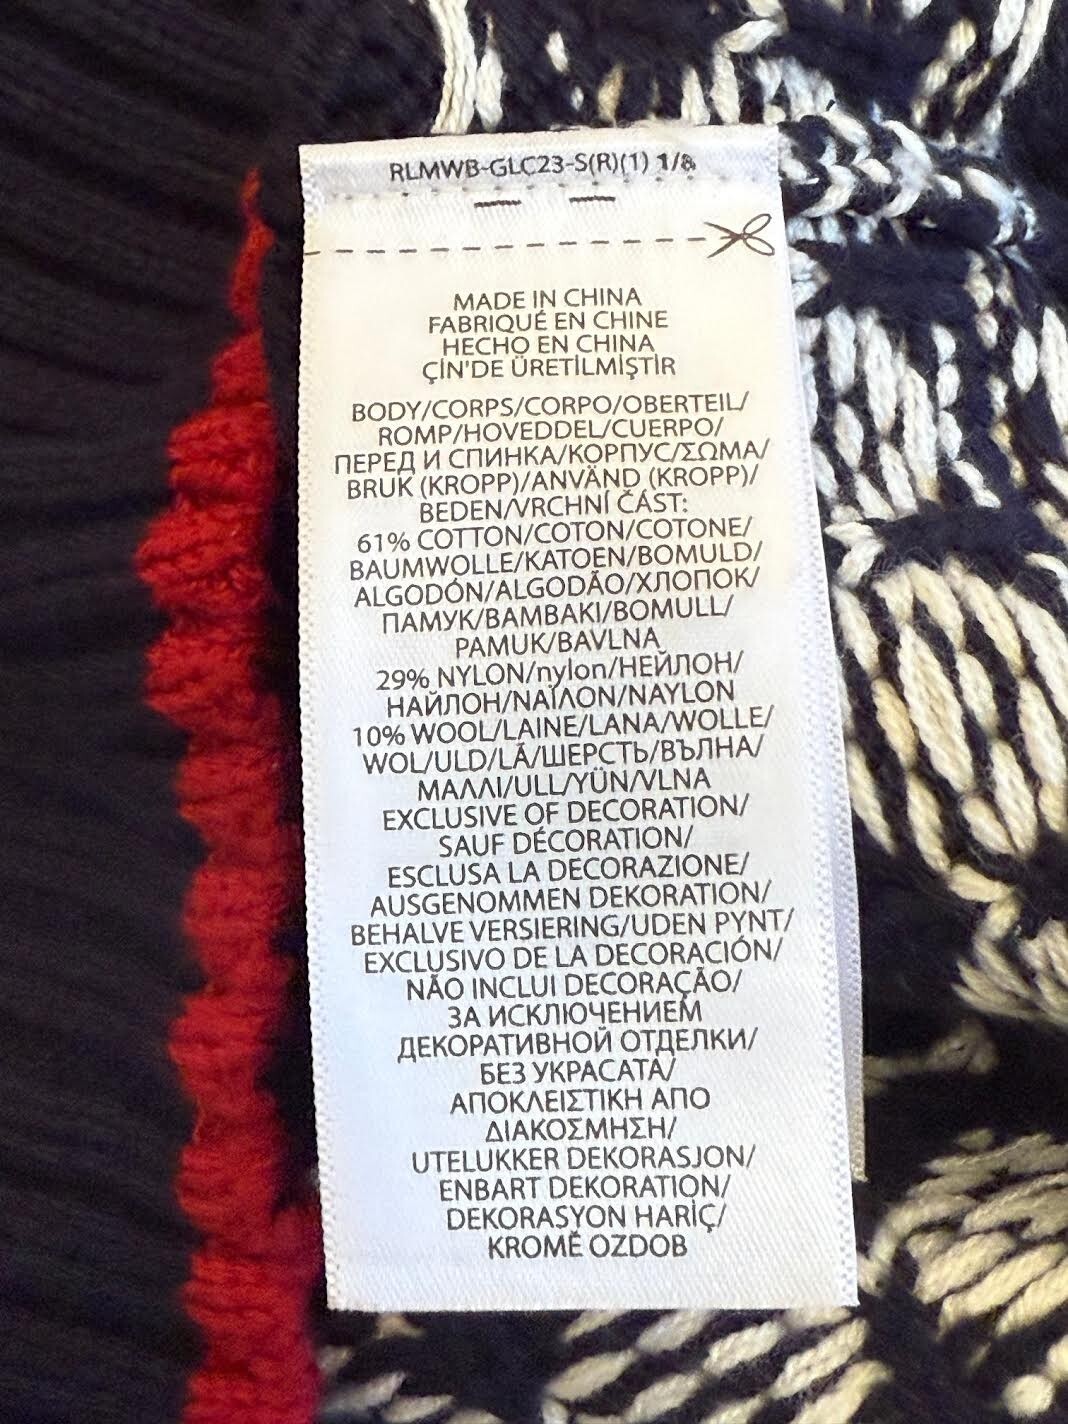 RLMWB-GLC23-S(R)(1) 1/8
MADE IN CHINA
FABRIQUÉ EN CHINE
HECHO EN CHINA
ÇİN'DE ÜRETİLMİŞTİR
BODY/CORPS/CORPO/OBERTEIL/
ROMP/HOVEDDEL/CUERPO/
ПЕРЕД И СПИНКА/КОРПУС/ΣΩΜΑ/
BRUK (KROPP)/ANVÄND (KROPP)/
BEDEN/VRCHNÍ ČÁST:
61% COTTON/COTON/COTONE/
BAUMWOLLE/KATOEN/BOMULD/
ALGODÓN/ALGODÃO/ХЛОПОК/
ПАМУК/ΒΑΜΒΑΚΙ/BOMULL/
PAMUK/BAVLNA
29% NYLON/nylon/НЕЙЛОН/
НАЙЛОН/ΝΑΪΛΟΝ/NAYLON
10% WOOL/LAINE/LANA/WOLLE/
WOL/ULD/LÃ/ШЕРСТЬ/ВЪЛНА/
ΜΑΛΛΙ/ULL/YÜN/VLNA
EXCLUSIVE OF DECORATION/
SAUF DÉCORATION/
ESCLUSA LA DECORAZIONE/
AUSGENOMMEN DEKORATION/
BEHALVE VERSIERING/UDEN PYNT/
EXCLUSIVO DE LA DECORACIÓN/
NÃO INCLUI DECORAÇÃO/
ЗА ИСКЛЮЧЕНИЕМ
ДЕКОРАТИВНОЙ ОТДЕЛКИ/
БЕЗ УКРАСАТА/
ΑΠΟΚΛΕΙΣΤΙΚΗ ΑΠΟ
ΔΙΑΚΟΣΜΗΣΗ/
UTELUKKER DEKORASJON/
ENBART DEKORATION/
DEKORASYON HARİÇ/
KROMĚ OZDOB